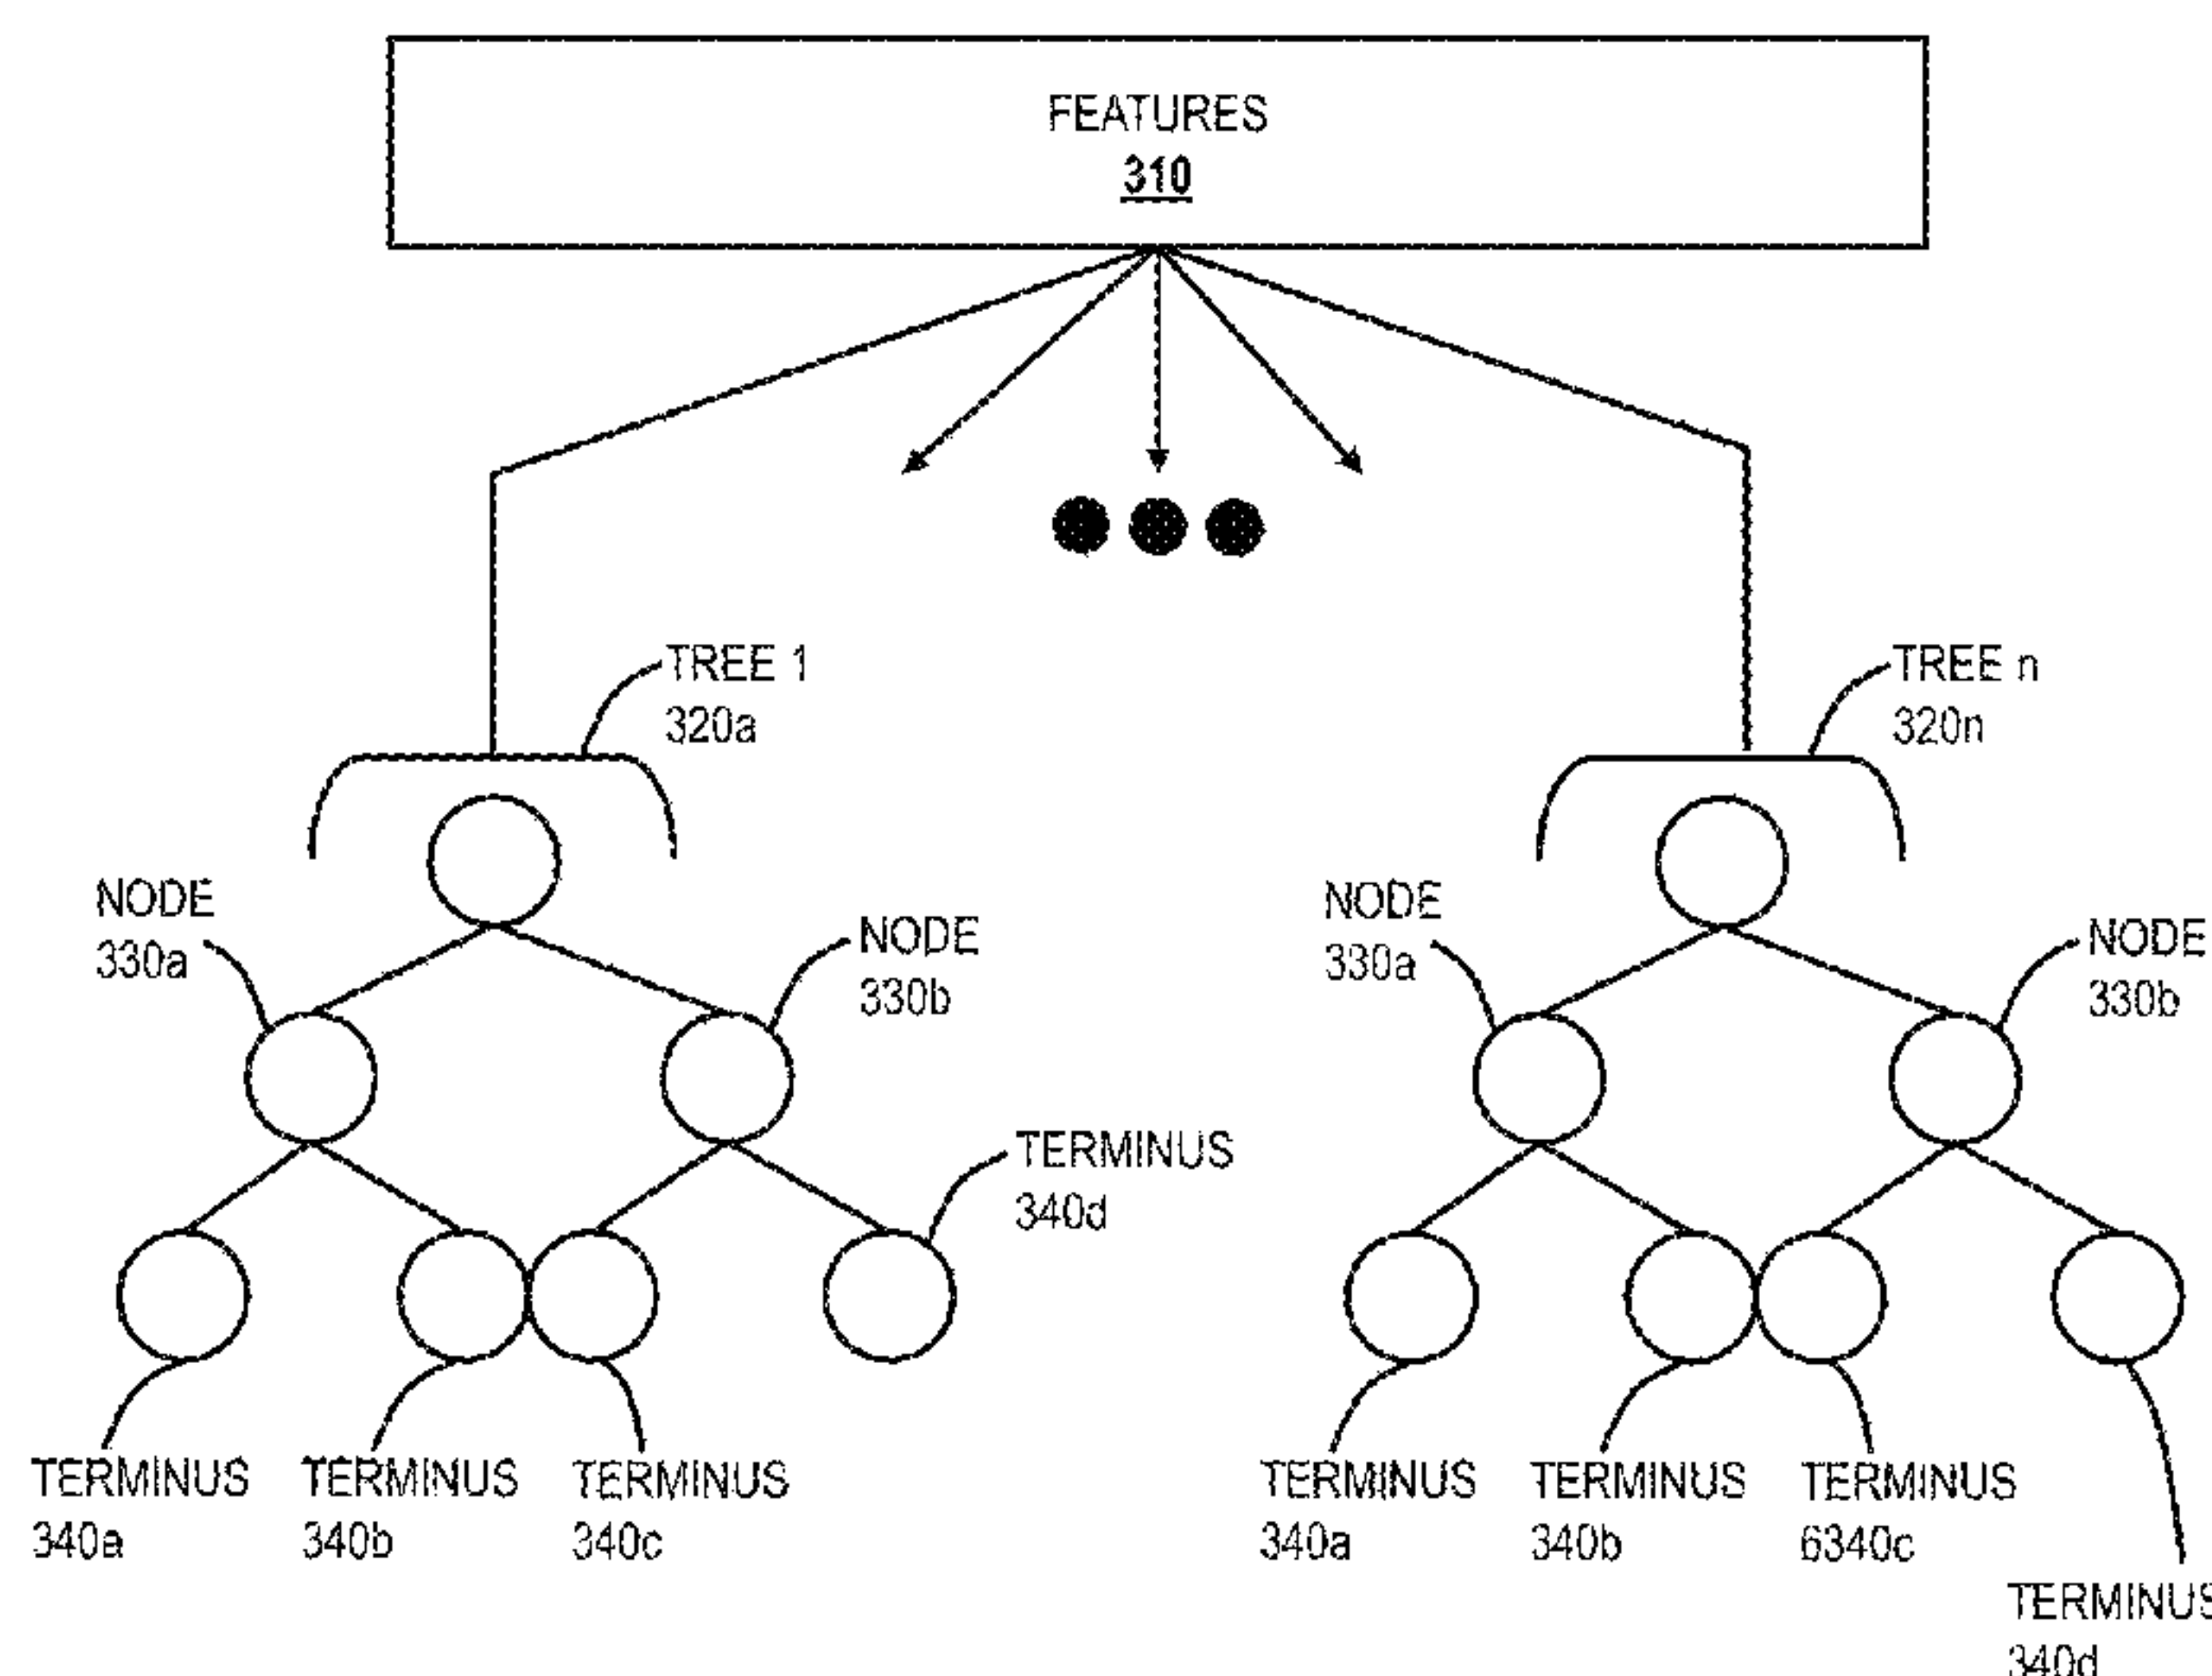 FEATURES
310
TREE 1
320a
TREE n
320n
NODE
330a
NODE
330b
NODE
330a
NODE
330b
TERMINUS
340d
TERMINUS
340a
TERMINUS
340b
TERMINUS
340c
TERMINUS
340a
TERMINUS
340b
TERMINUS
6340c
TERMINUS
340d